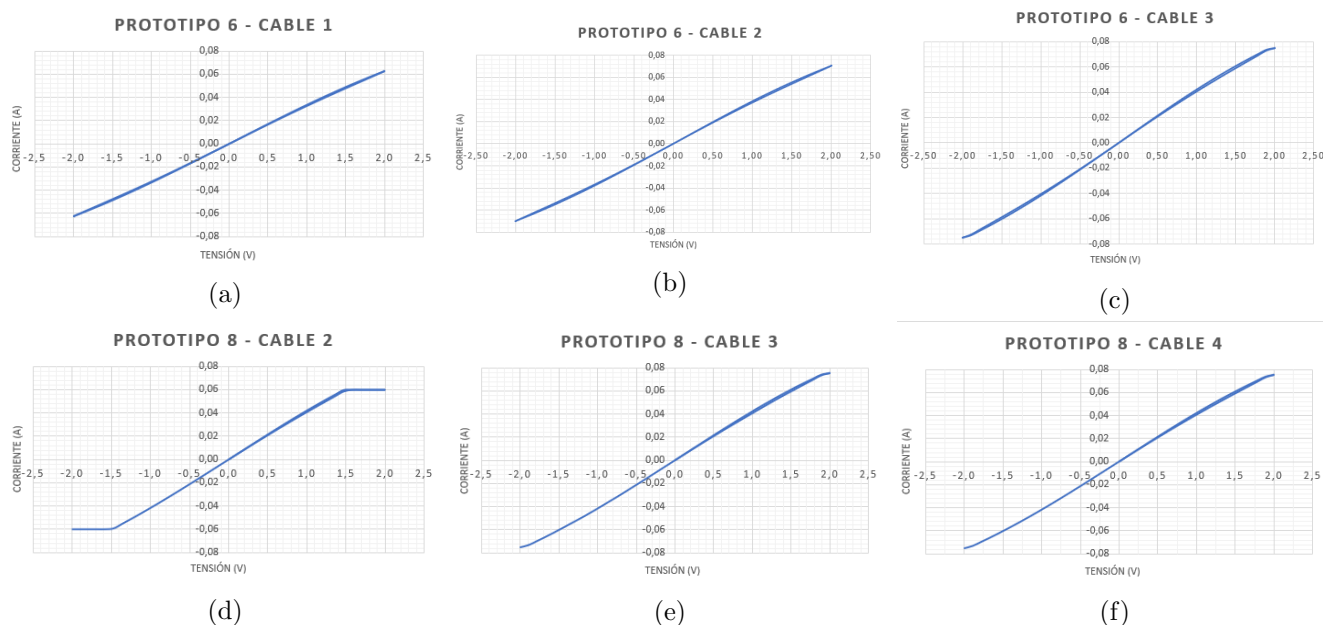 PROTOTIPO 6 - CABLE 1
0,08
0,06
0,04
0,02
0,00
-2,5 -2,0 -1,5 -1,0 -0,5 0,0 0,5 1,0 1,5 2,0 2,5
-0,02
-0,04
-0,06
-0,08
CORRIENTE (A)
TENSIÓN (V)
(a)
PROTOTIPO 6 - CABLE 2
0,08
0,06
0,04
0,02
0,00
-2,50 -2,00 -1,50 -1,00 -0,50 0,00 0,50 1,00 1,50 2,00 2,50
-0,02
-0,04
-0,06
-0,08
CORRIENTE (A)
TENSIÓN (V)
(b)
PROTOTIPO 6 - CABLE 3
0,08
0,06
0,04
0,02
0,00
-2,50 -2,00 -1,50 -1,00 -0,50 0,00 0,50 1,00 1,50 2,00 2,50
-0,02
-0,04
-0,06
-0,08
CORRIENTE (A)
TENSIÓN (V)
(c)
PROTOTIPO 8 - CABLE 2
0,08
0,06
0,04
0,02
0,00
-2,5 -2,0 -1,5 -1,0 -0,5 0,0 0,5 1,0 1,5 2,0 2,5
-0,02
-0,04
-0,06
-0,08
CORRIENTE (A)
TENSIÓN (V)
(d)
PROTOTIPO 8 - CABLE 3
0,08
0,06
0,04
0,02
0,00
-2,5 -2,0 -1,5 -1,0 -0,5 0,0 0,5 1,0 1,5 2,0 2,5
-0,02
-0,04
-0,06
-0,08
CORRIENTE (A)
TENSIÓN (V)
(e)
PROTOTIPO 8 - CABLE 4
0,08
0,06
0,04
0,02
0,00
-2,5 -2,0 -1,5 -1,0 -0,5 0,0 0,5 1,0 1,5 2,0 2,5
-0,02
-0,04
-0,06
-0,08
CORRIENTE (A)
TENSIÓN (V)
(f)